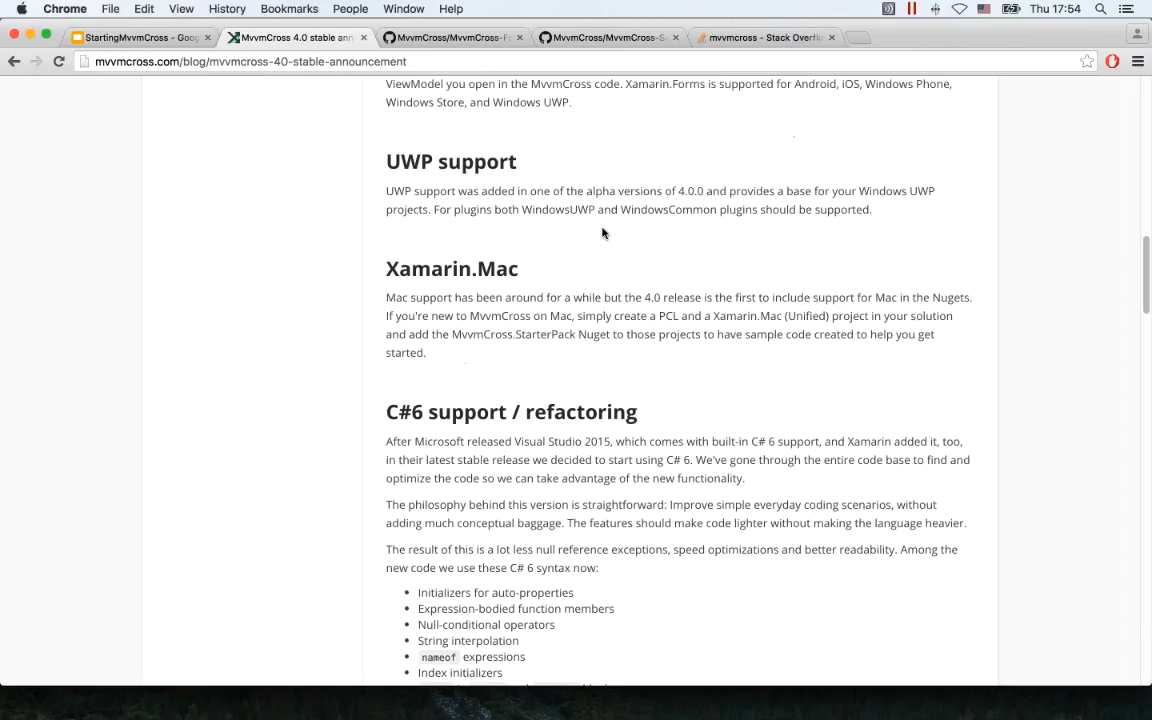 Chrome File Edit View History Bookmarks People Window Help Thu 17:54
StartingMvvmCross - Goog MvvmCross 4.0 stable ann MvvmCross/MvvmCross-F MvvmCross/MvvmCross-S mvvmcross - Stack Overflo
mvvmcross.com/blog/mvvmcross-40-stable-announcement
ViewModel you open in the MvvmCross code. Xamarin.Forms is supported for Android, iOS, Windows Phone,
Windows Store, and Windows UWP.
UWP support
UWP support was added in one of the alpha versions of 4.0.0 and provides a base for your Windows UWP
projects. For plugins both WindowsUWP and WindowsCommon plugins should be supported.
Xamarin.Mac
Mac support has been around for a while but the 4.0 release is the first to include support for Mac in the Nugets.
If you're new to MvvmCross on Mac, simply create a PCL and a Xamarin.Mac (Unified) project in your solution
and add the MvvmCross.StarterPack Nuget to those projects to have sample code created to help you get
started.
C#6 support / refactoring
After Microsoft released Visual Studio 2015, which comes with built-in C# 6 support, and Xamarin added it, too,
in their latest stable release we decided to start using C# 6. We've gone through the entire code base to find and
optimize the code so we can take advantage of the new functionality.
The philosophy behind this version is straightforward: Improve simple everyday coding scenarios, without
adding much conceptual baggage. The features should make code lighter without making the language heavier.
The result of this is a lot less null reference exceptions, speed optimizations and better readability. Among the
new code we use these C# 6 syntax now:
• Initializers for auto-properties
• Expression-bodied function members
• Null-conditional operators
• String interpolation
• nameof expressions
• Index initializers